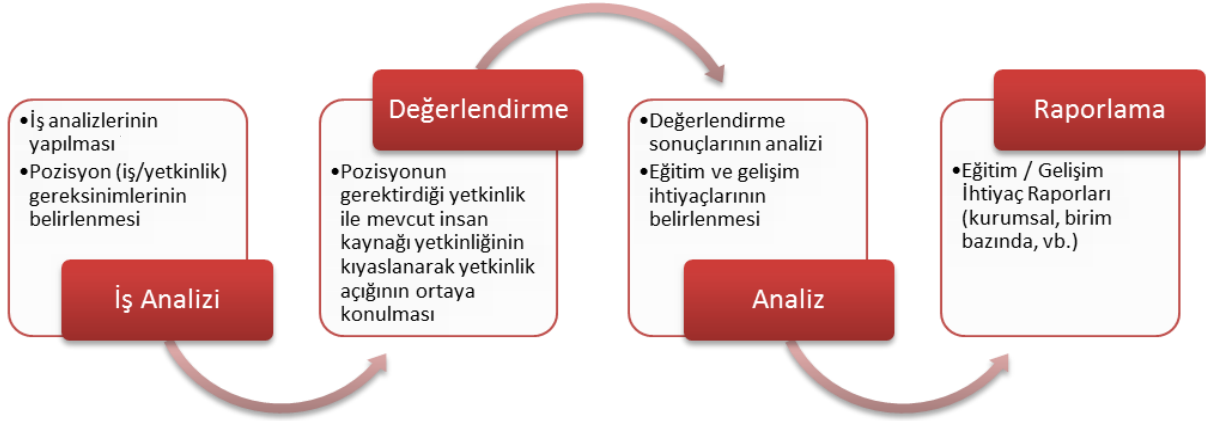 İş Analizi
•İş analizlerinin
yapılması
•Pozisyon (iş/yetkinlik)
gereksinimlerinin
belirlenmesi
Değerlendirme
•Pozisyonun
gerektirdiği yetkinlik
ile mevcut insan
kaynağı yetkinliğinin
kıyaslanarak yetkinlik
açığının ortaya
konulması
Analiz
•Değerlendirme
sonuçlarının analizi
•Eğitim ve gelişim
ihtiyaçlarının
belirlenmesi
Raporlama
•Eğitim / Gelişim
İhtiyaç Raporları
(kurumsal, birim
bazında, vb.)